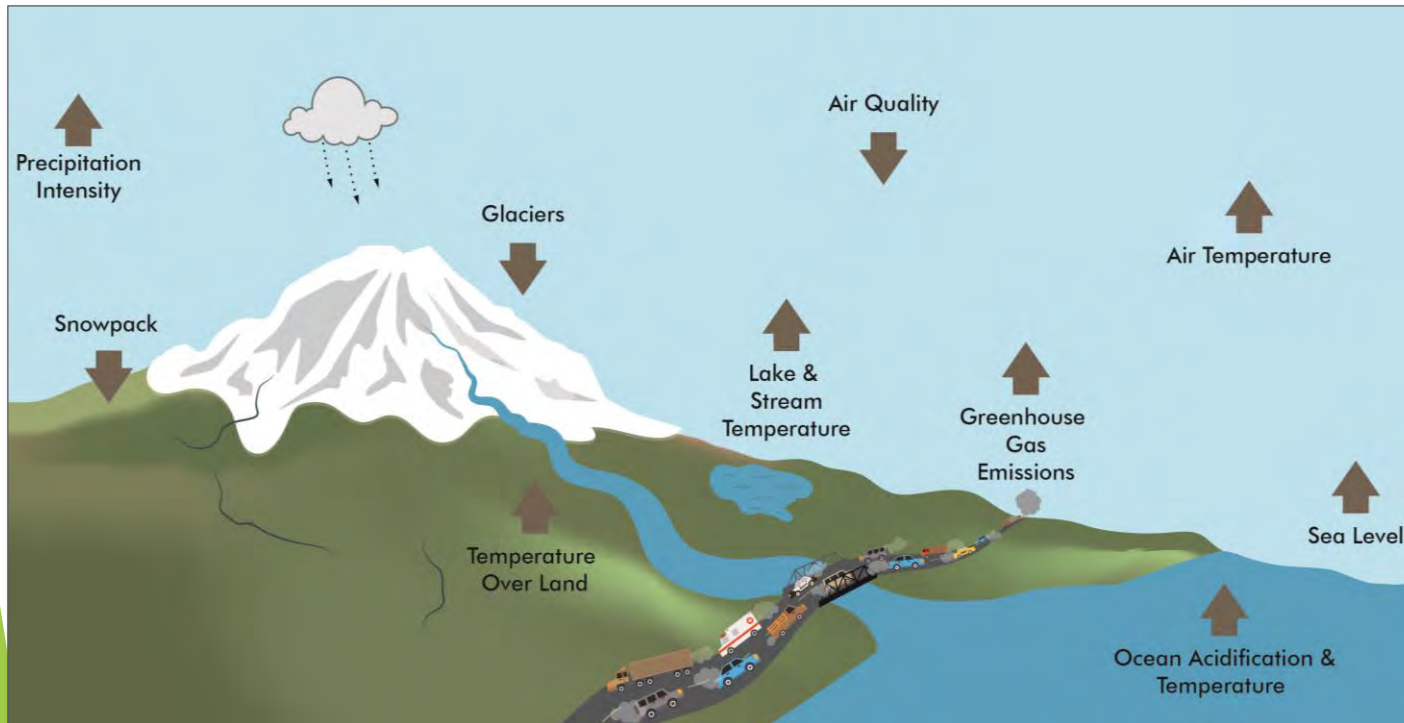 Air Quality
Precipitation
Intensity
Glaciers
Air Temperature
Snowpack
Lake &
Stream
Temperature
Greenhouse
Gas
Emissions
Sea Level
Temperature
Over Land
Ocean Acidification &
Temperature